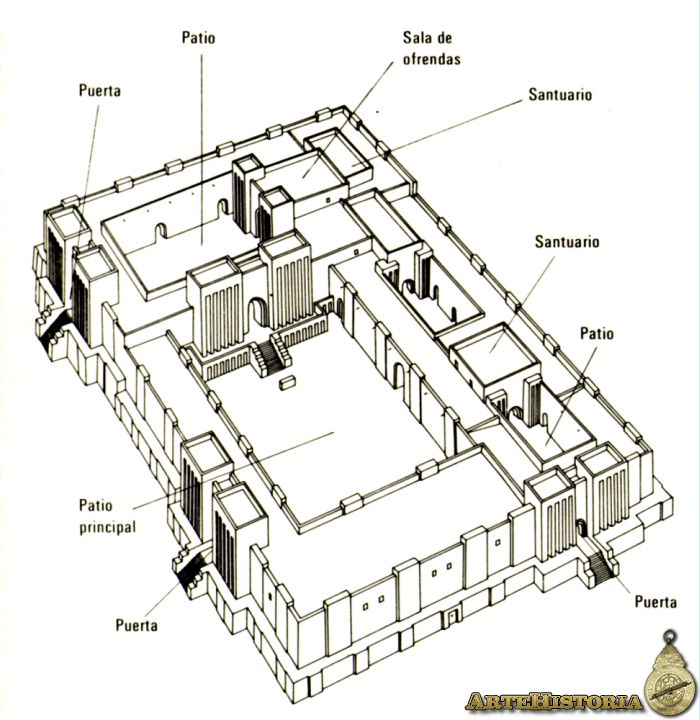 Patio
Sala de
ofrendas
Puerta
Santuario
Santuario
Patio
Patio
principal
Puerta
Puerta
ARTEHISTORIA